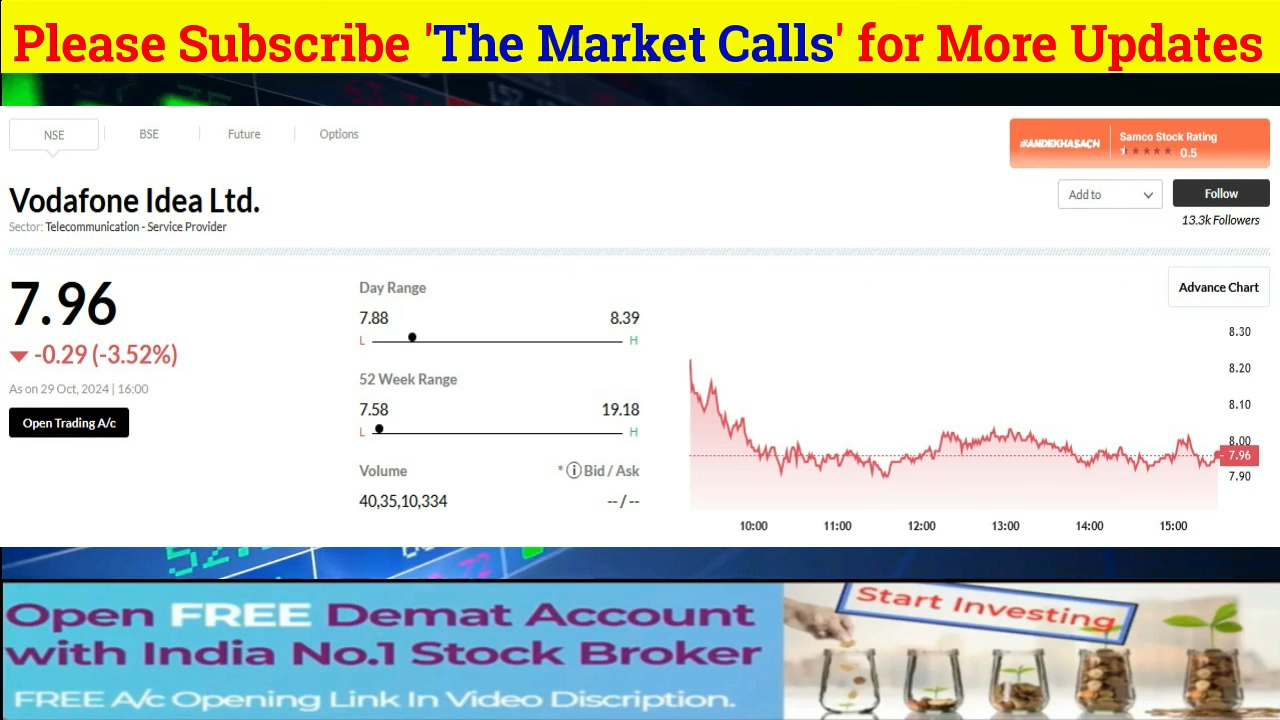 Please Subscribe 'The Market Calls' for More Updates
NSE
BSE
Future
Options
#ANDEKHASACH
Samco Stock Rating
0.5
Vodafone Idea Ltd.
Add to
Follow
Sector: Telecommunication - Service Provider
13.3k Followers
7.96
-0.29 (-3.52%)
As on 29 Oct, 2024 | 16:00
Open Trading A/c
Day Range
7.88 8.39
L H
52 Week Range
7.58 19.18
L H
Volume * i Bid / Ask
40,35,10,334 -- / --
Advance Chart
8.30
8.20
8.10
8.00
7.96
7.90
10:00 11:00 12:00 13:00 14:00 15:00
Open FREE Demat Account
with India No.1 Stock Broker
FREE A/c Opening Link In Video Discription.
Start Investing